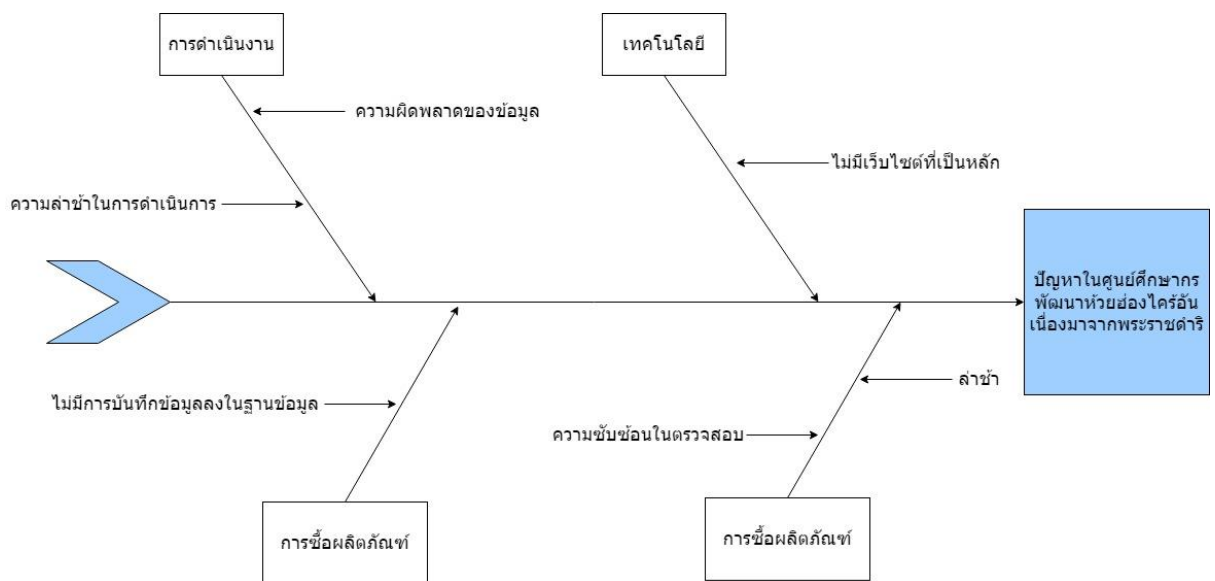 การดำเนินงาน
เทคโนโลยี
ความผิดพลาดของข้อมูล
ไม่มีเว็บไซต์ที่เป็นหลัก
ความล่าช้าในการดำเนินการ
ปัญหาในศูนย์ศึกษากร
พัฒนาห้วยฮ่องไคร้อัน
เนื่องมาจากพระราชดำริ
ล่าช้า
ไม่มีการบันทึกข้อมูลลงในฐานข้อมูล
ความซับซ้อนในตรวจสอบ
การซื้อผลิตภัณฑ์
การซื้อผลิตภัณฑ์